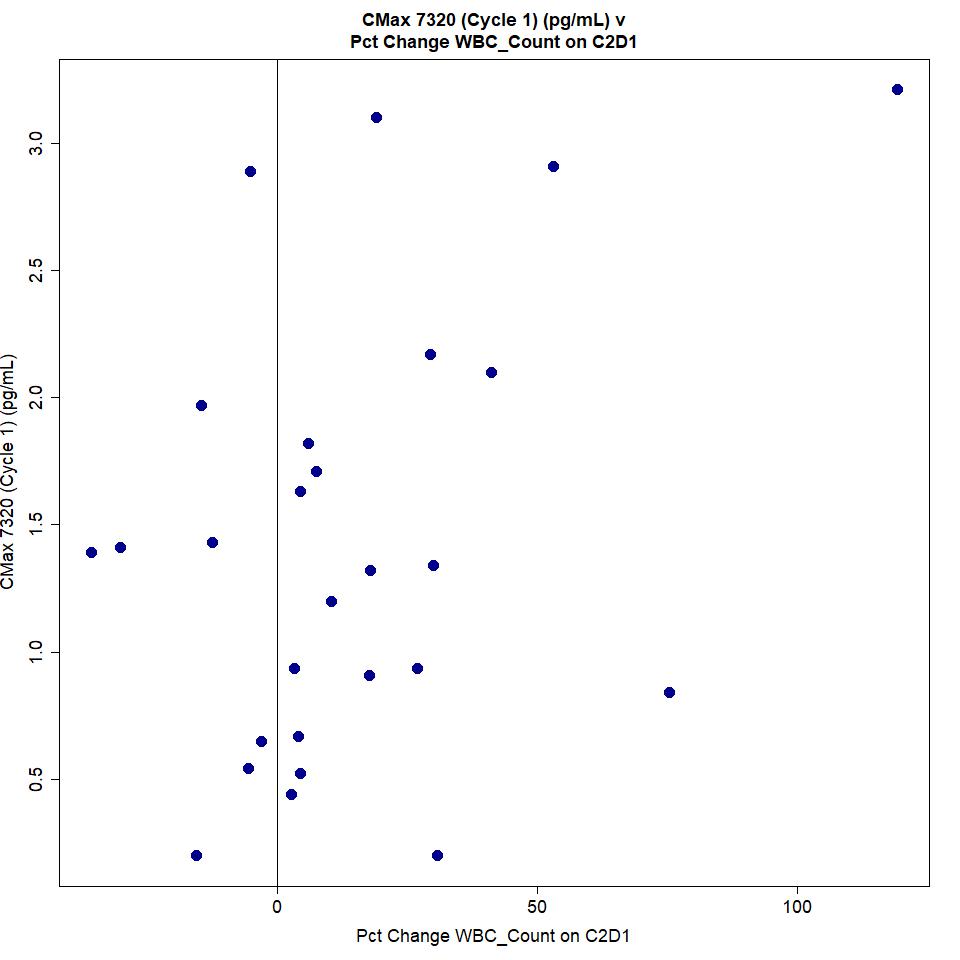 CMax 7320 (Cycle 1) (pg/mL) v
Pct Change WBC_Count on C2D1
CMax 7320 (Cycle 1) (pg/mL)
3.0
2.5
2.0
1.5
1.0
0.5
0 50 100
Pct Change WBC_Count on C2D1